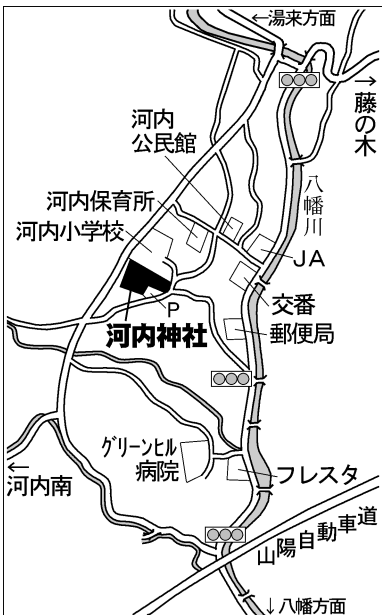 ←湯来方面
→
藤の木
河内
公民館
河内保育所
河内小学校
八幡川
JA
P
交番
河内神社
郵便局
グリーンヒル
病院
←
河内南
フレスタ
山陽自動車道
↓八幡方面